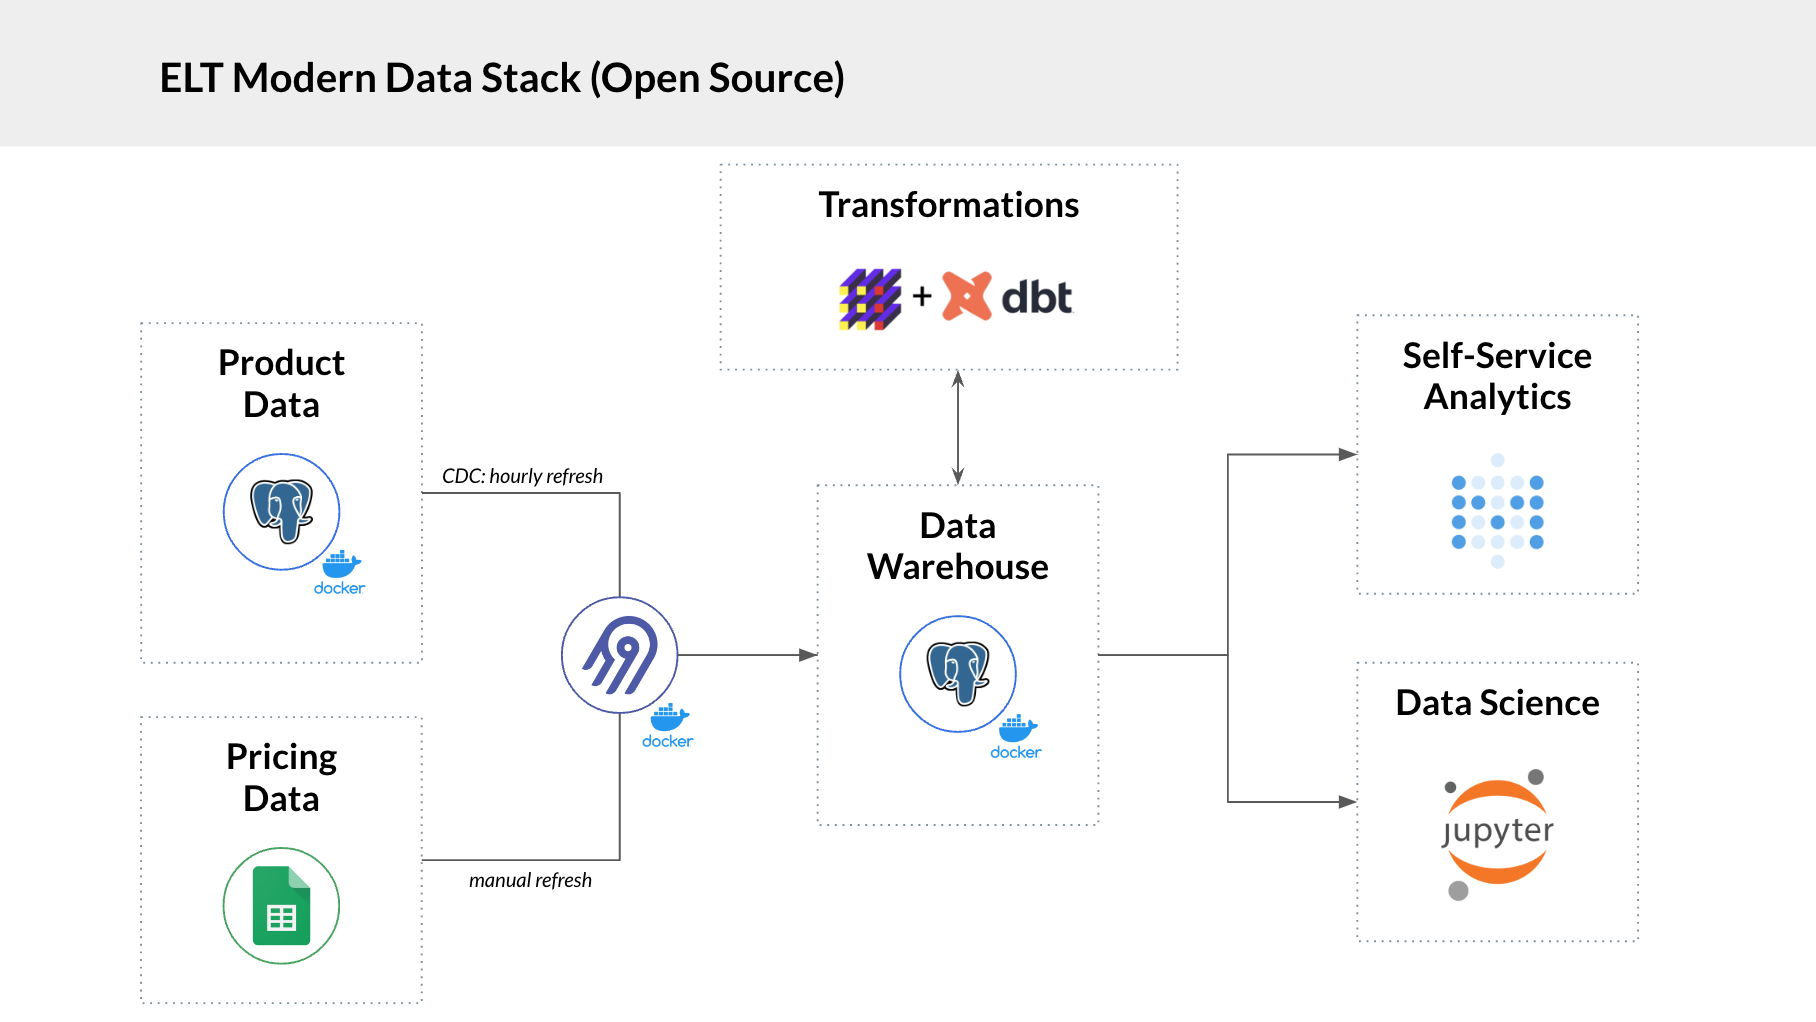 ELT Modern Data Stack (Open Source)
Transformations
+
dbt
Product
Data
docker
CDC: hourly refresh
Pricing
Data
manual refresh
docker
Data
Warehouse
docker
Self-Service
Analytics
Data Science
jupyter